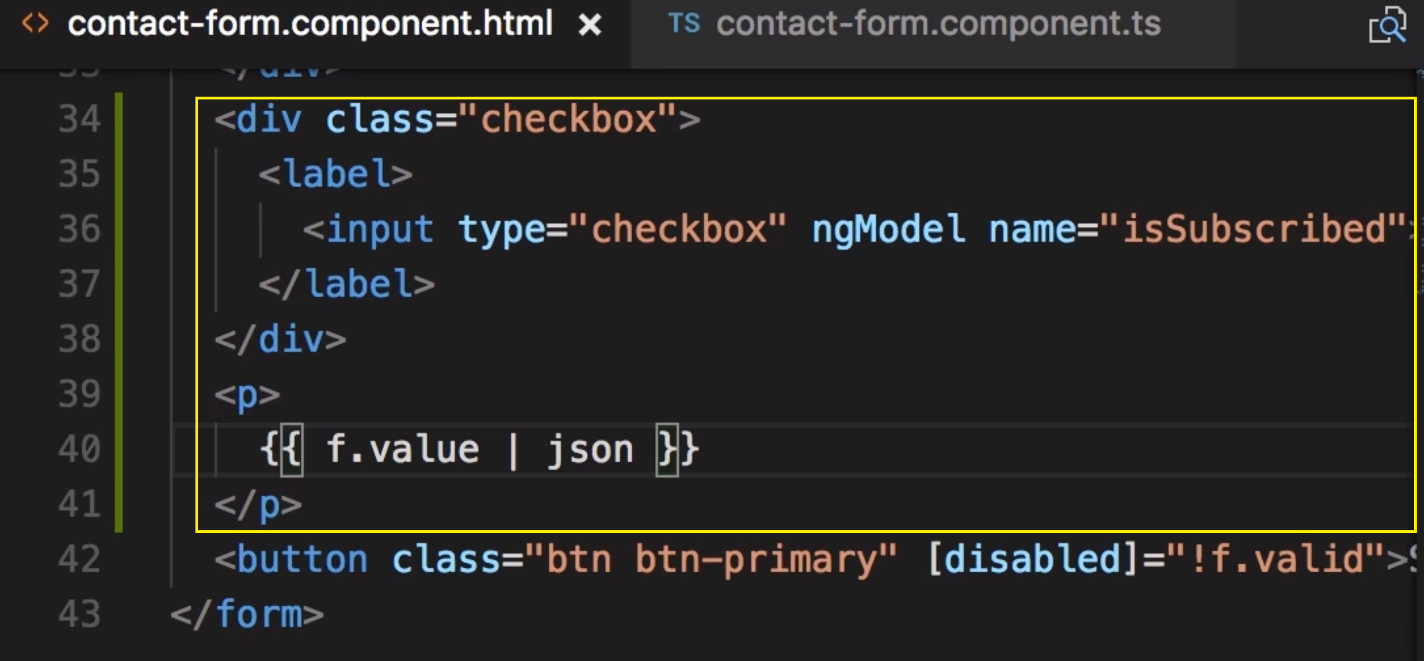 <> contact-form.component.html × TS contact-form.component.ts
34 <div class="checkbox">
35 <label>
36 <input type="checkbox" ngModel name="isSubscribed">
37 </label>
38 </div>
39 <p>
40 {{ f.value | json }}
41 </p>
42 <button class="btn btn-primary" [disabled]="!f.valid">
43 </form>